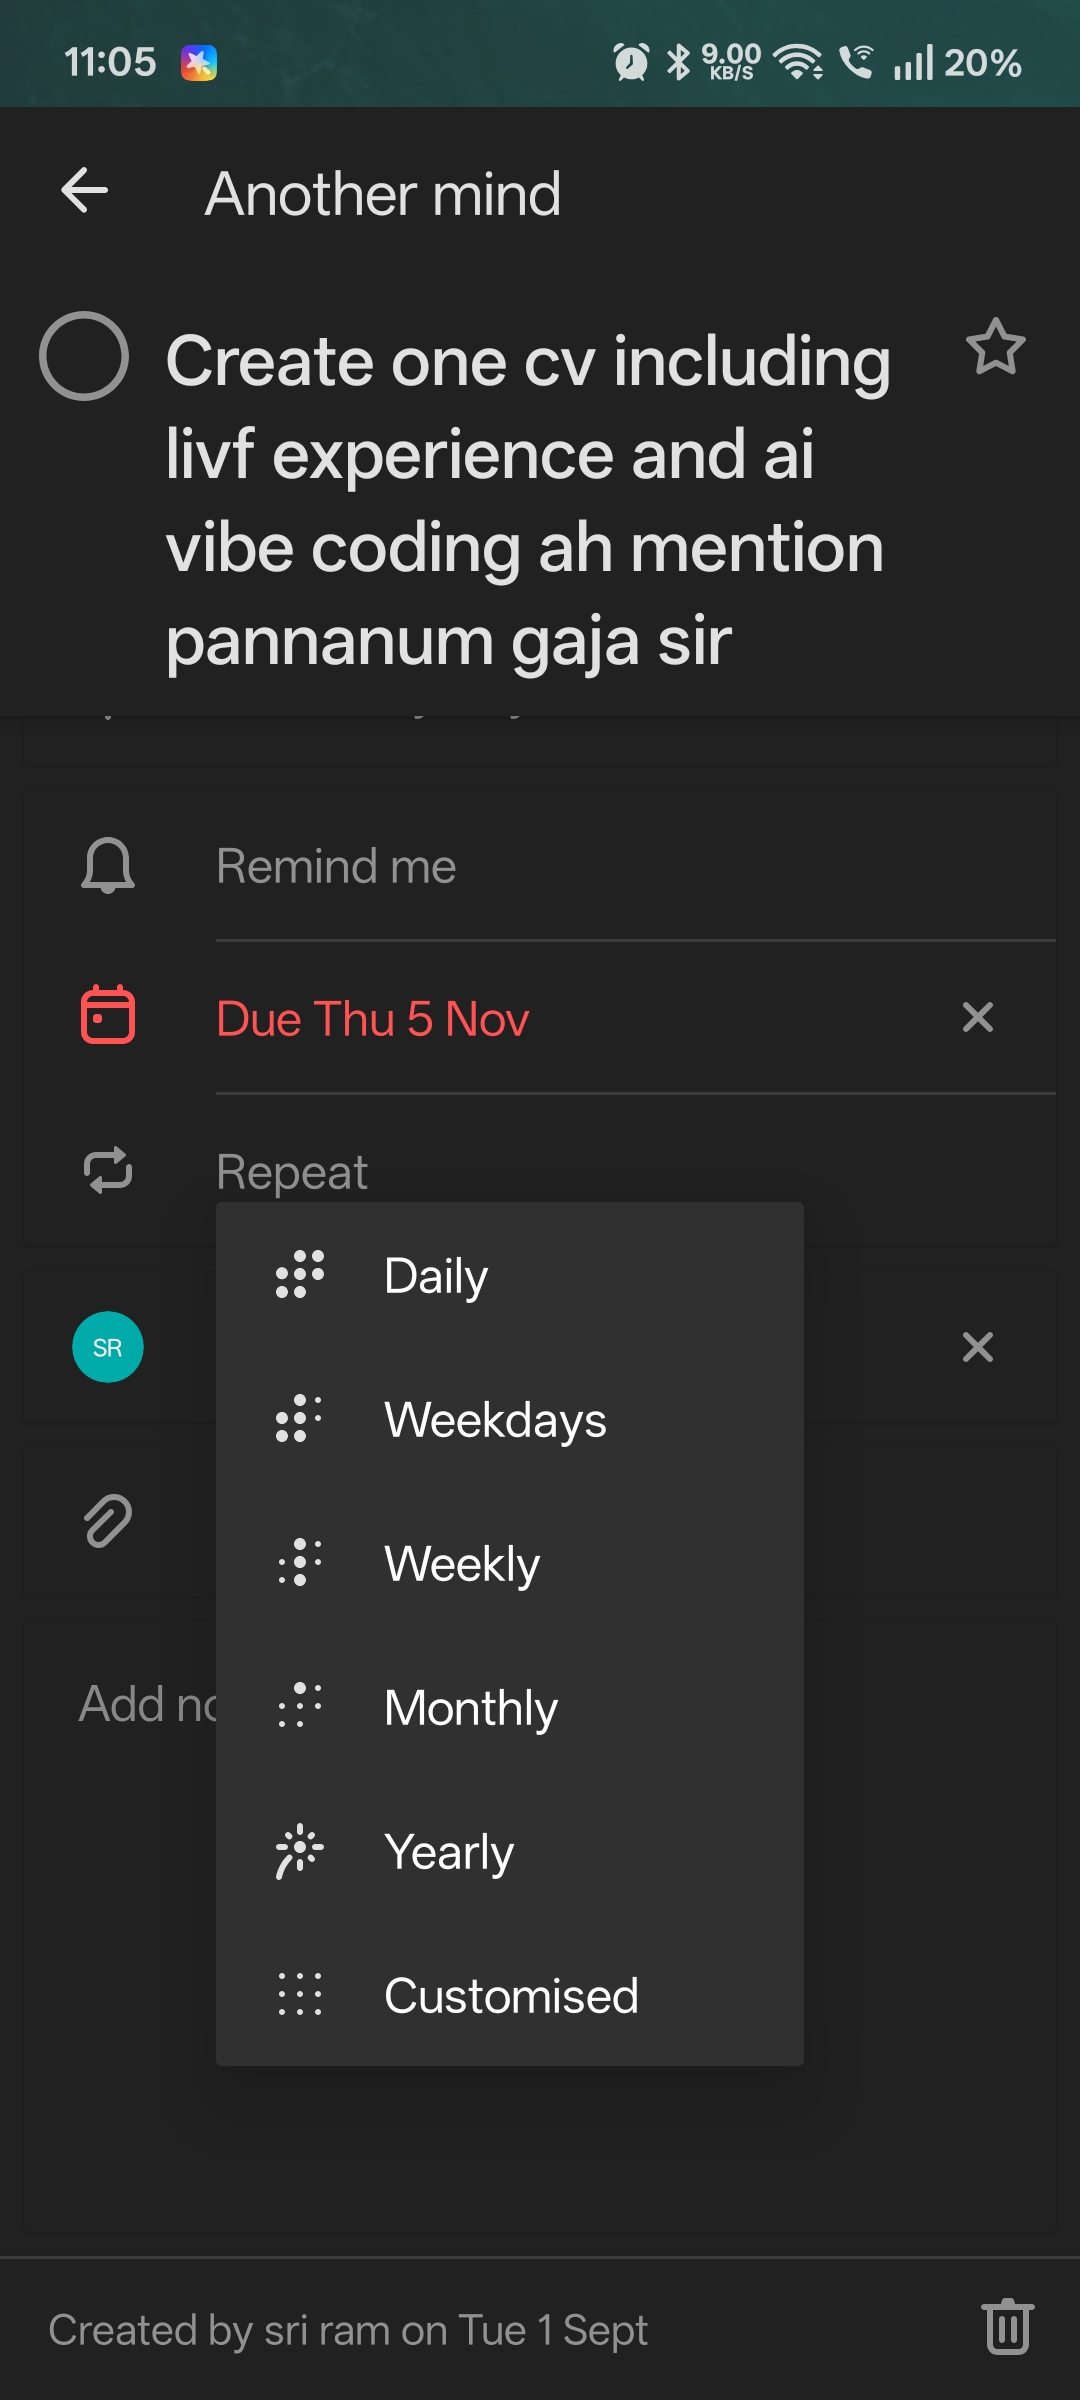 11:05
9.00
KB/S
20%
Another mind
Create one cv including
livf experience and ai
vibe coding ah mention
pannanum gaja sir
Remind me
Due Thu 5 Nov
Repeat
Daily
SR
Weekdays
Weekly
Add
Monthly
Yearly
Customised
Created by sri ram on Tue 1 Sept